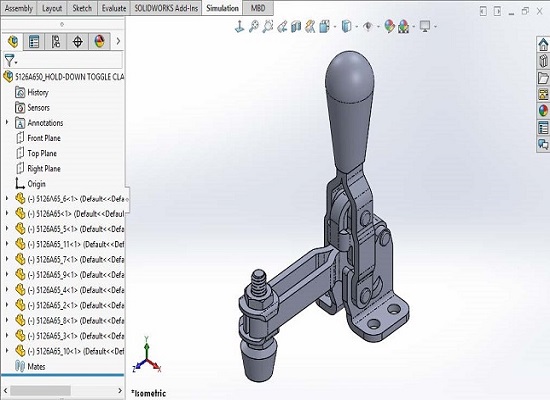 Assembly Layout Sketch Evaluate SOLIDWORKS Add-Ins Simulation MBD
5126A650_HOLD-DOWN TOGGLE CLA
History
Sensors
Annotations
Front Plane
Top Plane
Right Plane
Origin
(-) 5126A65_6<1> (Default<<Defa
(-) 5126A65<1> (Default<<Defaul
(-) 5126A65_5<1> (Default<<Defa
(-) 5126A65_11<1> (Default<<Def
(-) 5126A65_7<1> (Default<<Defa
(-) 5126A65_9<1> (Default<<Defa
(-) 5126A65_4<1> (Default<<Defa
(-) 5126A65_2<1> (Default<<Defa
(-) 5126A65_8<1> (Default<<Defa
(-) 5126A65_3<1> (Default<<Defa
(-) 5126A65_10<1> (Default<<Def
Mates
Y
Z X
*Isometric